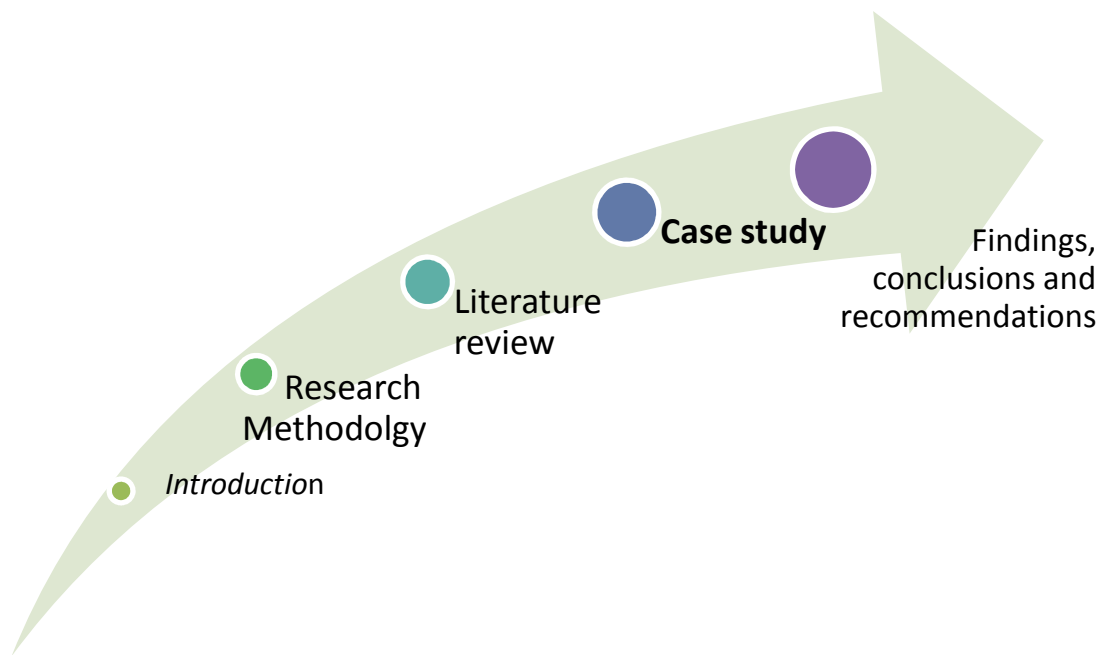 Introduction
Research
Methodolgy
Literature
review
Case study
Findings,
conclusions and
recommendations